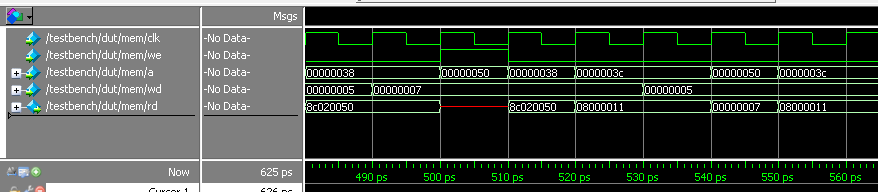 Msgs
/testbench/dut/mem/clk -No Data-
/testbench/dut/mem/we -No Data-
/testbench/dut/mem/a -No Data- 00000038 00000050 00000038 0000003c 00000050 0000003c
/testbench/dut/mem/wd -No Data- 00000005 00000007 00000005
/testbench/dut/mem/rd -No Data- 8c020050 8c020050 08000011 00000007 08000011
Now 625 ps 490 ps 500 ps 510 ps 520 ps 530 ps 540 ps 550 ps 560 ps
Cursor 1 626 ps